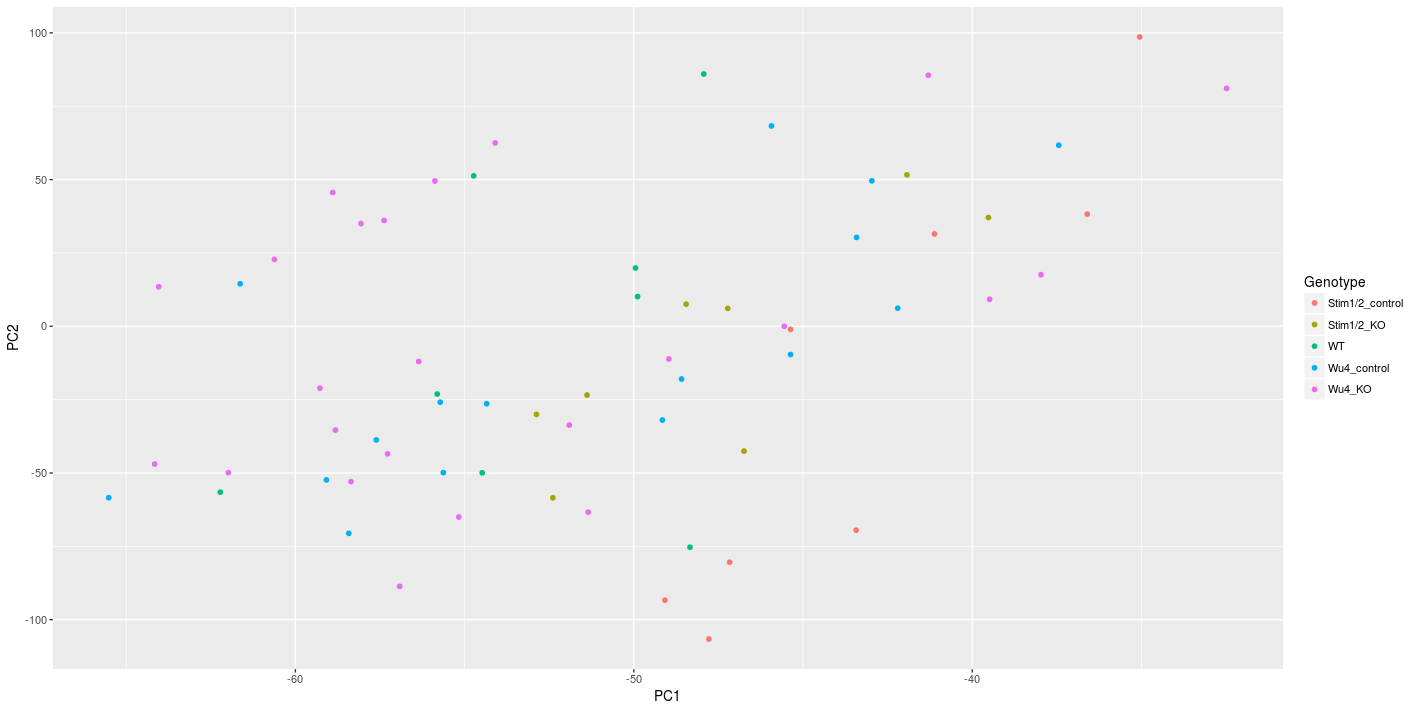 100
50
0
-50
-100
PC2
-60
-50
-40
PC1
Genotype
Stim1/2_control
Stim1/2_KO
WT
Wu4_control
Wu4_KO